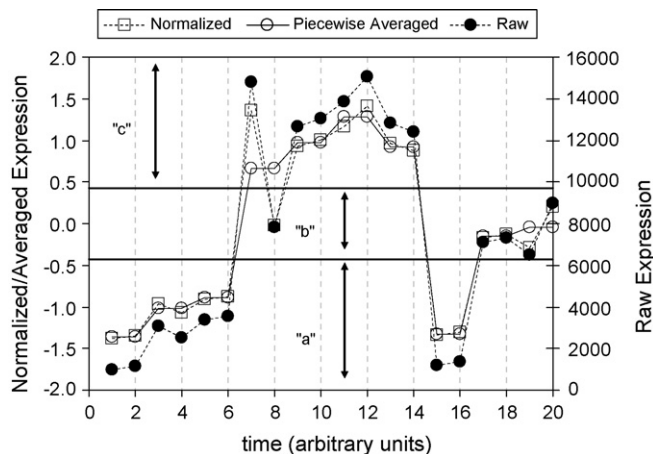 Normalized Piecewise Averaged Raw
Normalized/Averaged Expression
2.0
1.5
1.0
0.5
0.0
-0.5
-1.0
-1.5
-2.0
"c"
"b"
"a"
16000
14000
12000
10000
8000
6000
4000
2000
0
Raw Expression
0 2 4 6 8 10 12 14 16 18 20
time (arbitrary units)